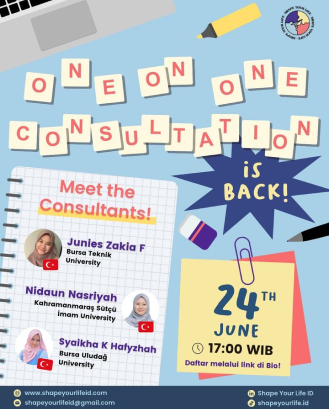 ONE ON ONE
CONSULTATION
is
BACK!
Meet the
Consultants!
Junies Zakia F
Bursa Teknik
University
Nidaun Nasriyah
Kahramanmaraş Sütçü
İmam University
Syaikha K Hafyzhah
Bursa Uludağ
University
24TH
JUNE
17:00 WIB
Daftar melalui link di Bio!
www.shapeyourlifeid.com
shapeyourlifeid@gmail.com
Shape Your Life ID
shapeyourlife.id